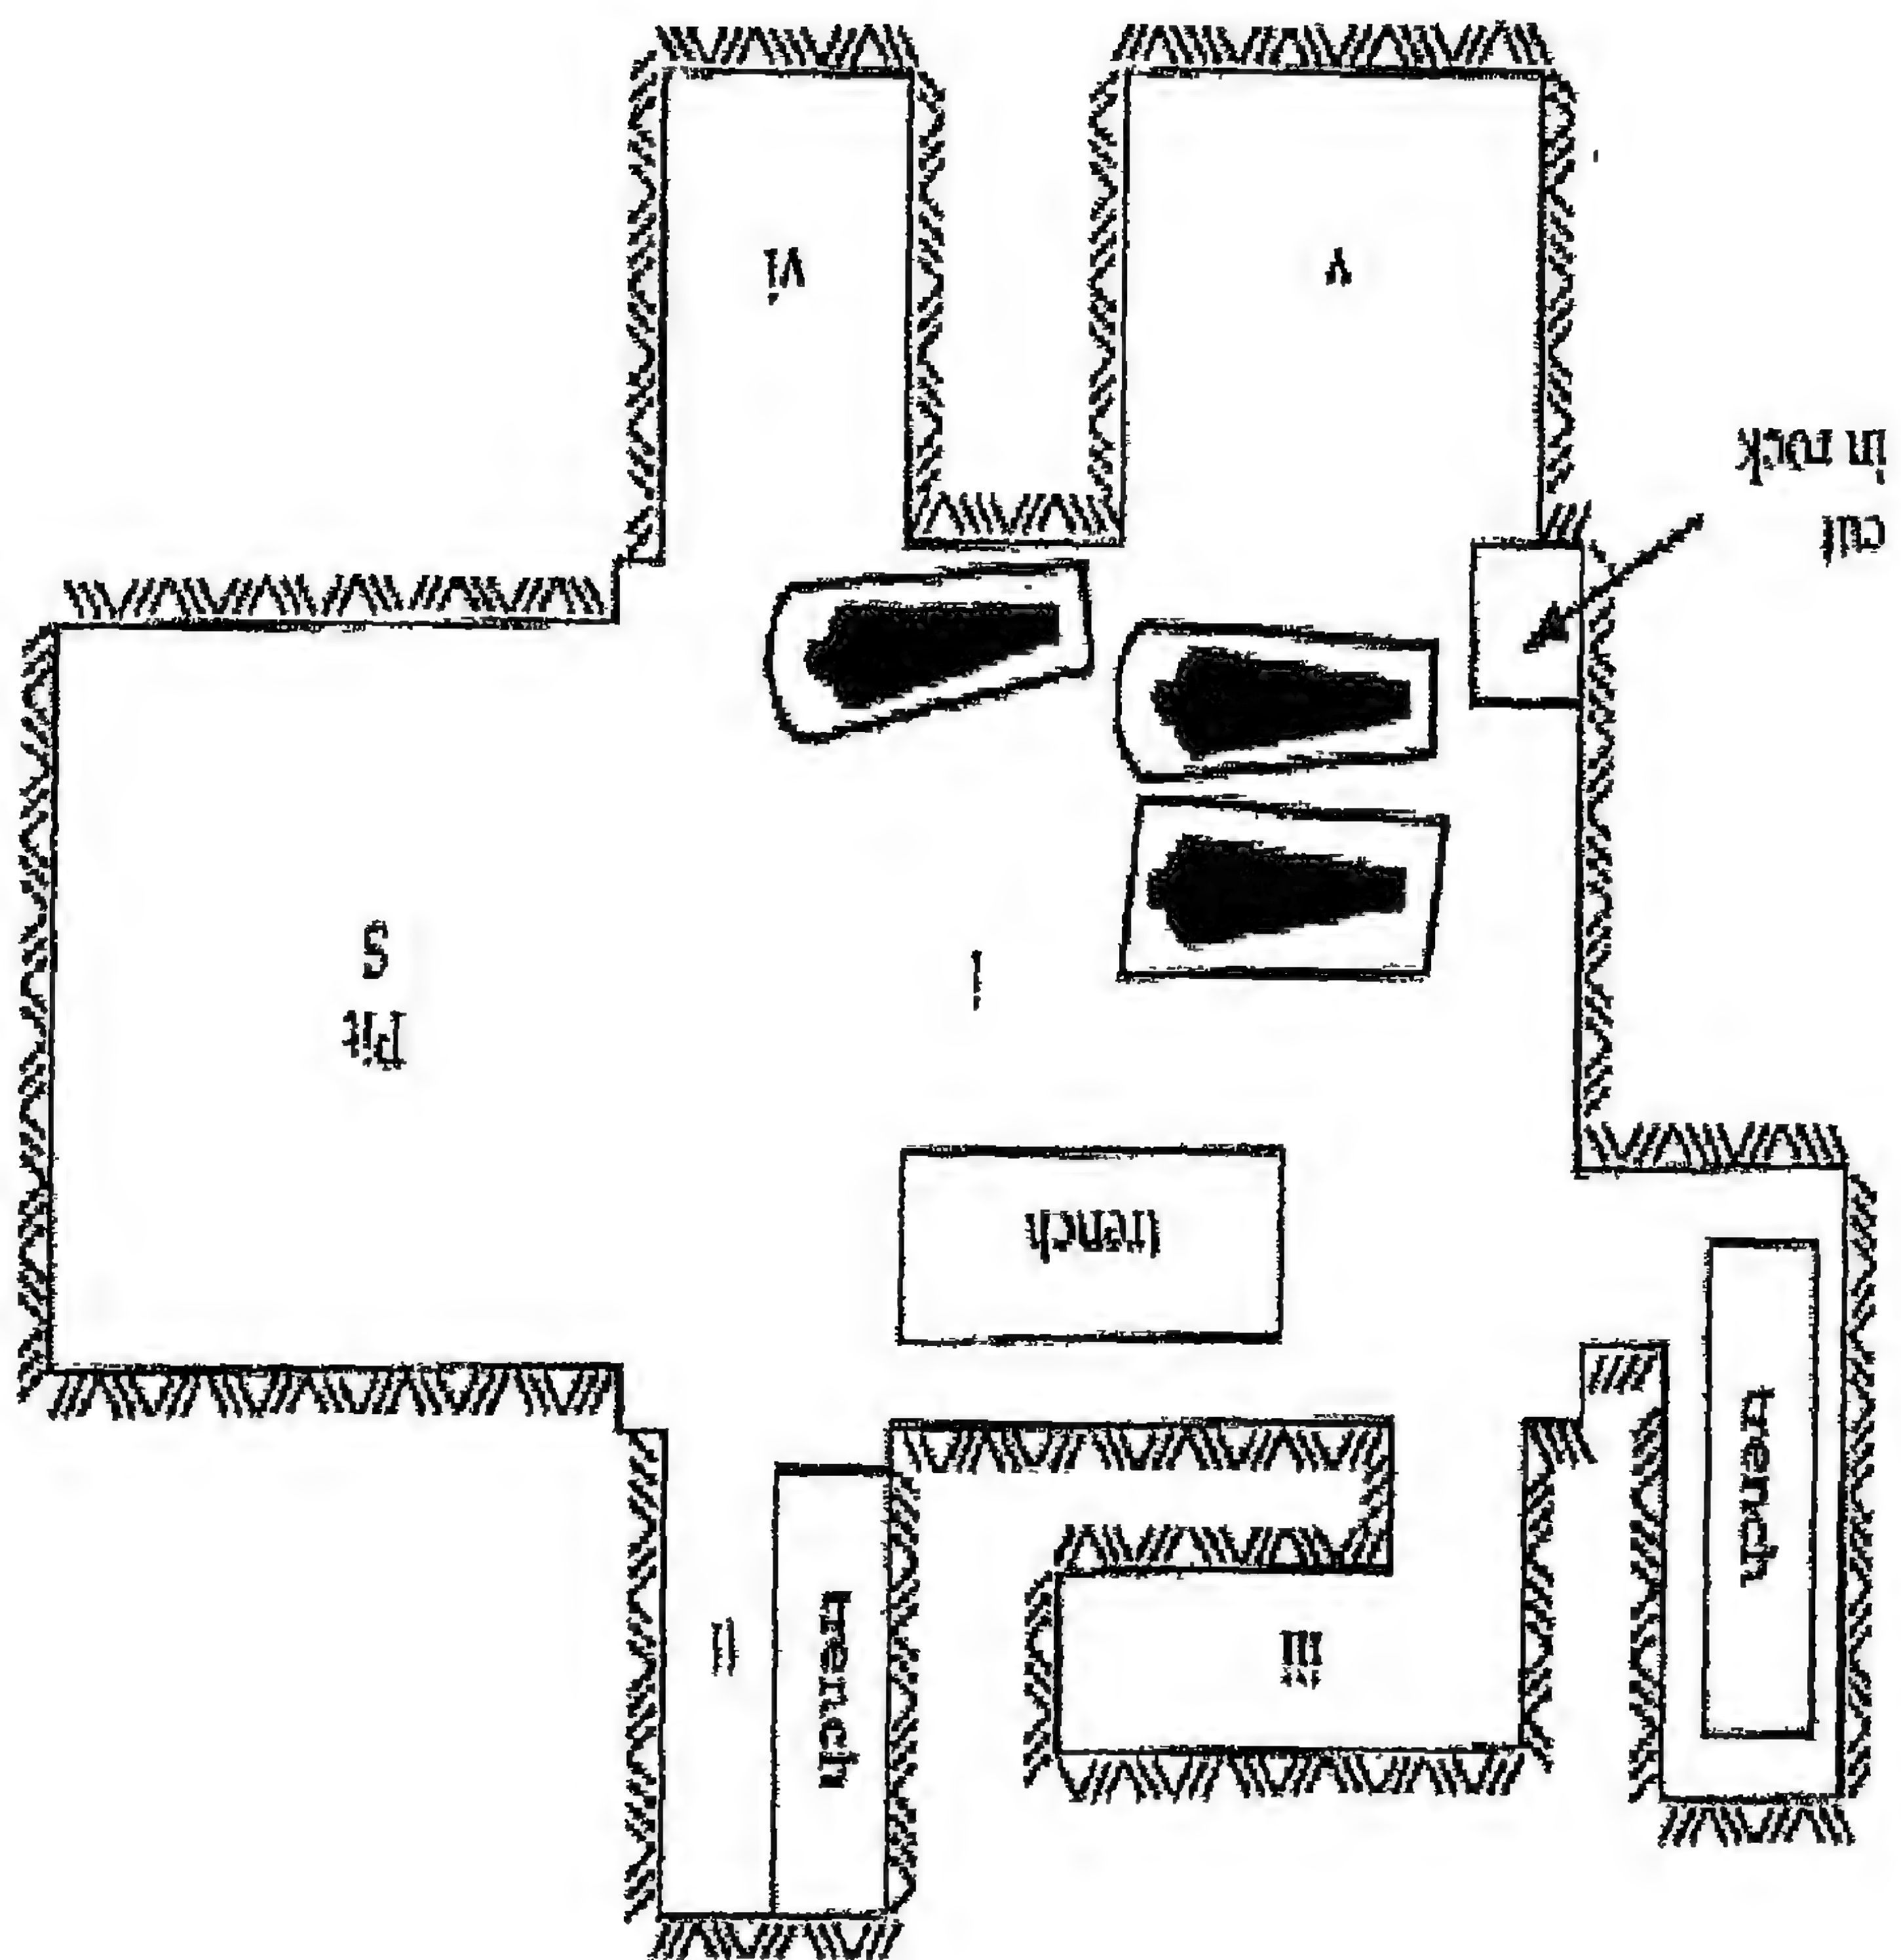 trench
iii
trench
ii
trench
Pit
S
i
cut
in rock
v
vi